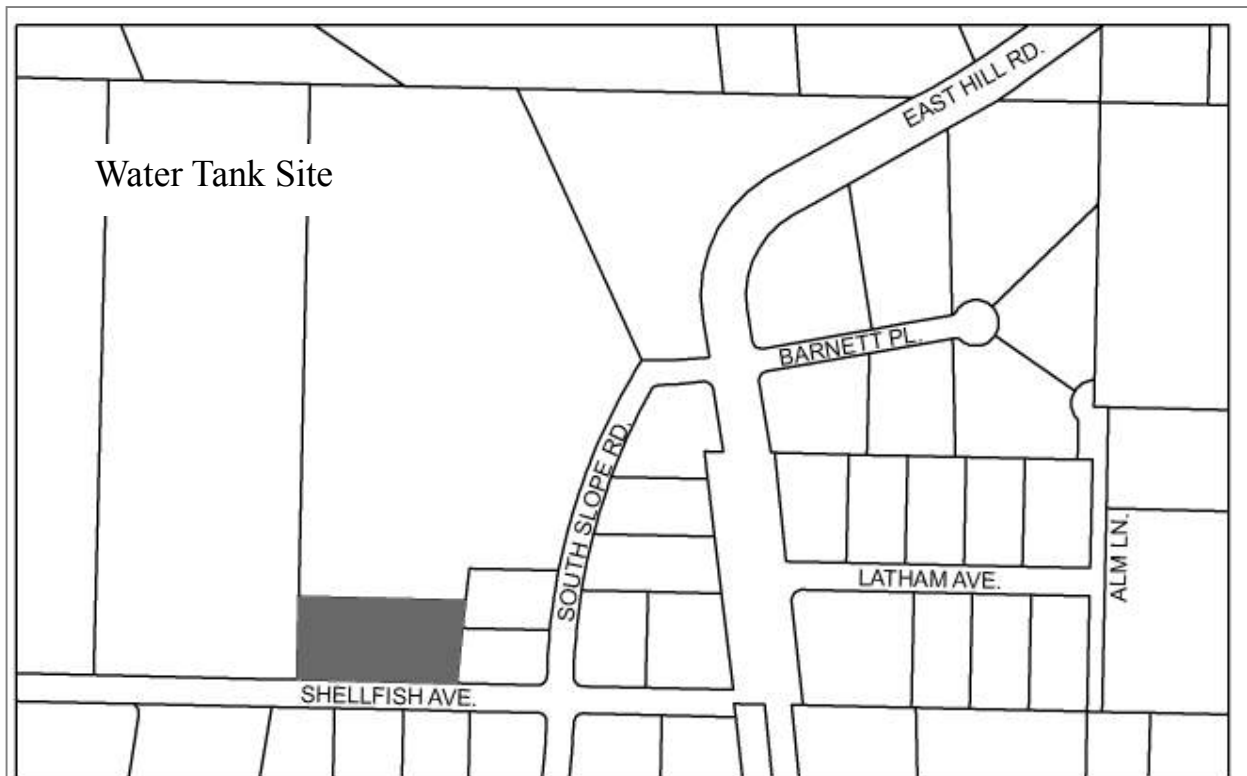 EAST HILL RD.
Water Tank Site
BARNETT PL.
SOUTH SLOPE RD.
LATHAM AVE.
ALM LN.
SHELLFISH AVE.